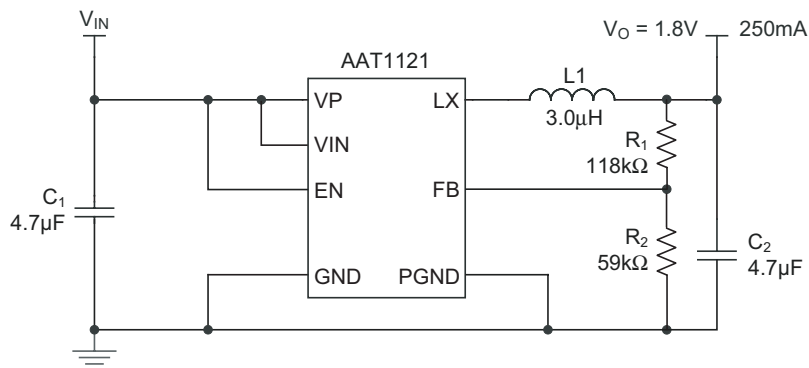 V_IN
V_O = 1.8V
250mA
AAT1121
VP
LX
L1
3.0μH
VIN
R_1
118kΩ
EN
FB
C_1
4.7μF
R_2
59kΩ
C_2
4.7μF
GND
PGND